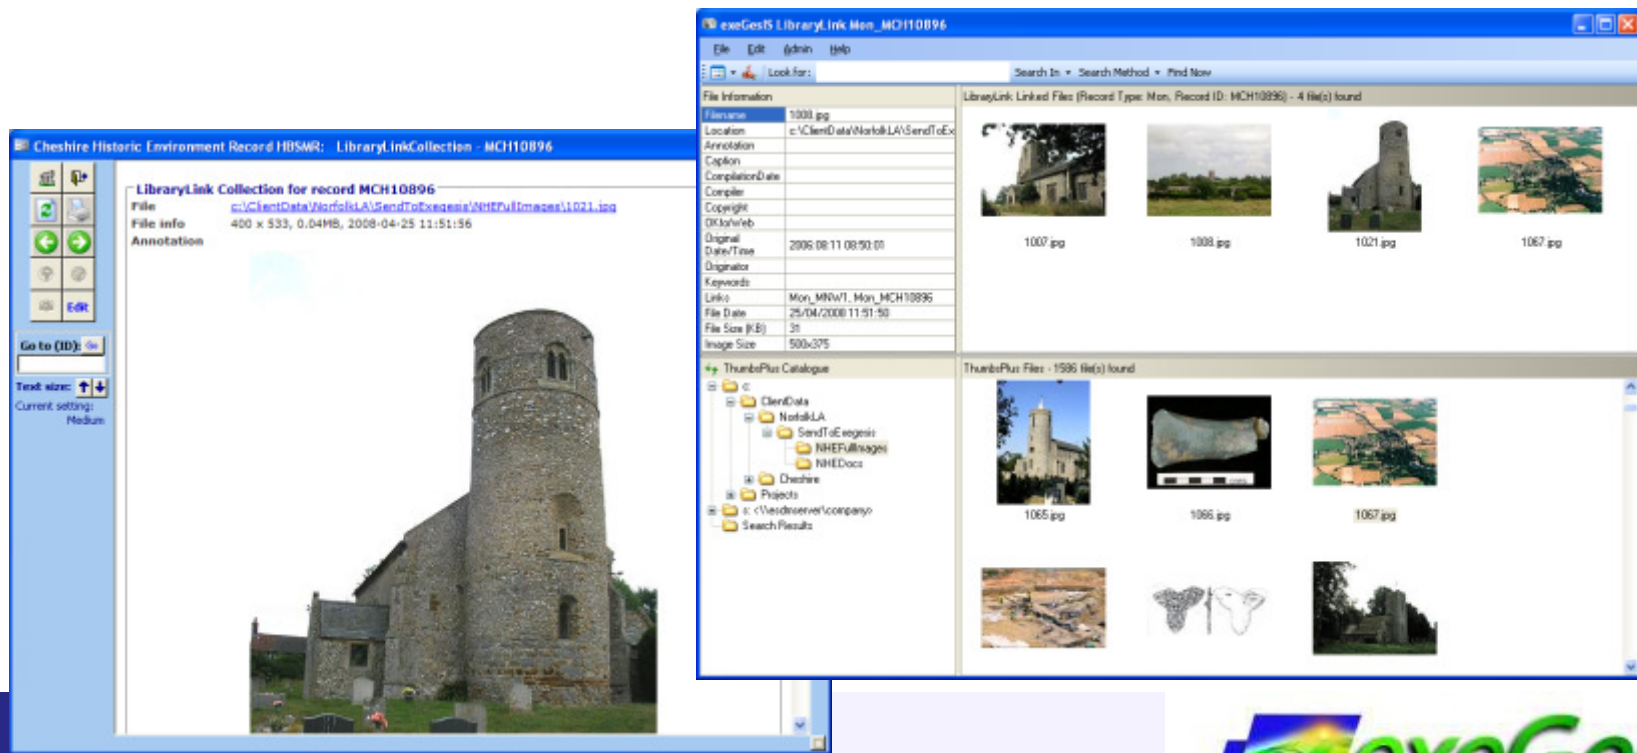 Cheshire Historic Environment Record HBSMR: LibraryLinkCollection - MCH10896
LibraryLink Collection for record MCH10896
File c:\ClientData\NorfolkLA\SendToExegesis\NHEFullImages\1021.jpg
File info 400 x 533, 0.04MB, 2008-04-25 11:51:56
Annotation
Edit
Go to (ID):
Text size:
Current setting:
Medium
exeGesIS LibraryLink Mon_MCH10896
File Edit Admin Help
Look for: Search In Search Method Find Now
File Information
Filename 1008.jpg
Location c:\ClientData\NorfolkLA\SendToEx
Annotation
Caption
CompilationDate
Compiler
Copyright
OKforWeb
Original Date/Time 2006:08:11 08:50:01
Originator
Keywords
Links Mon_MNW1, Mon_MCH10896
File Date 25/04/2008 11:51:50
File Size (KB) 31
Image Size 500x375
LibraryLink Linked Files (Record Type: Mon, Record ID: MCH10896) - 4 file(s) found
1007.jpg 1008.jpg 1021.jpg 1067.jpg
ThumbsPlus Catalogue
c:
ClientData
NorfolkLA
SendToExegesis
NHEFullImages
NHEDocs
Cheshire
Projects
s: <\\esdmserver\company>
Search Results
ThumbsPlus Files - 1586 file(s) found
1065.jpg 1066.jpg 1067.jpg
exeGe